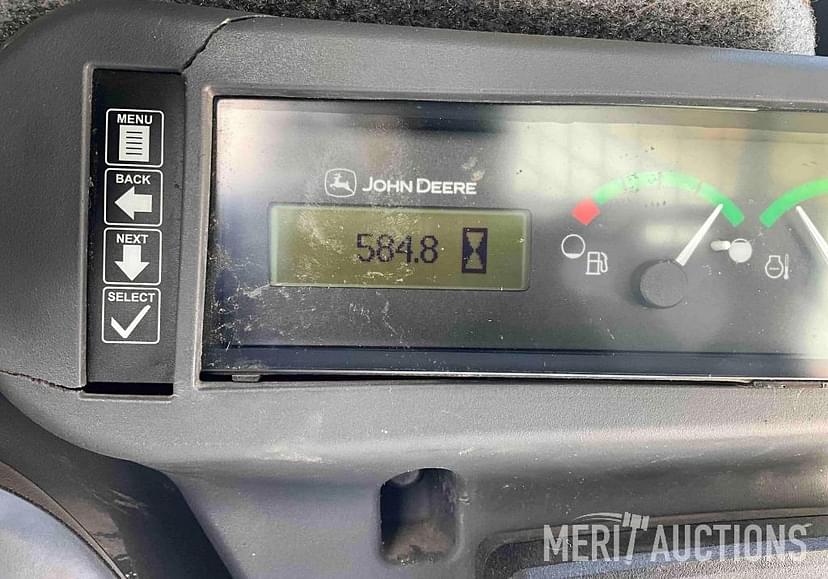 MENU
BACK
NEXT
SELECT
JOHN DEERE
584.8
MERIT AUCTIONS